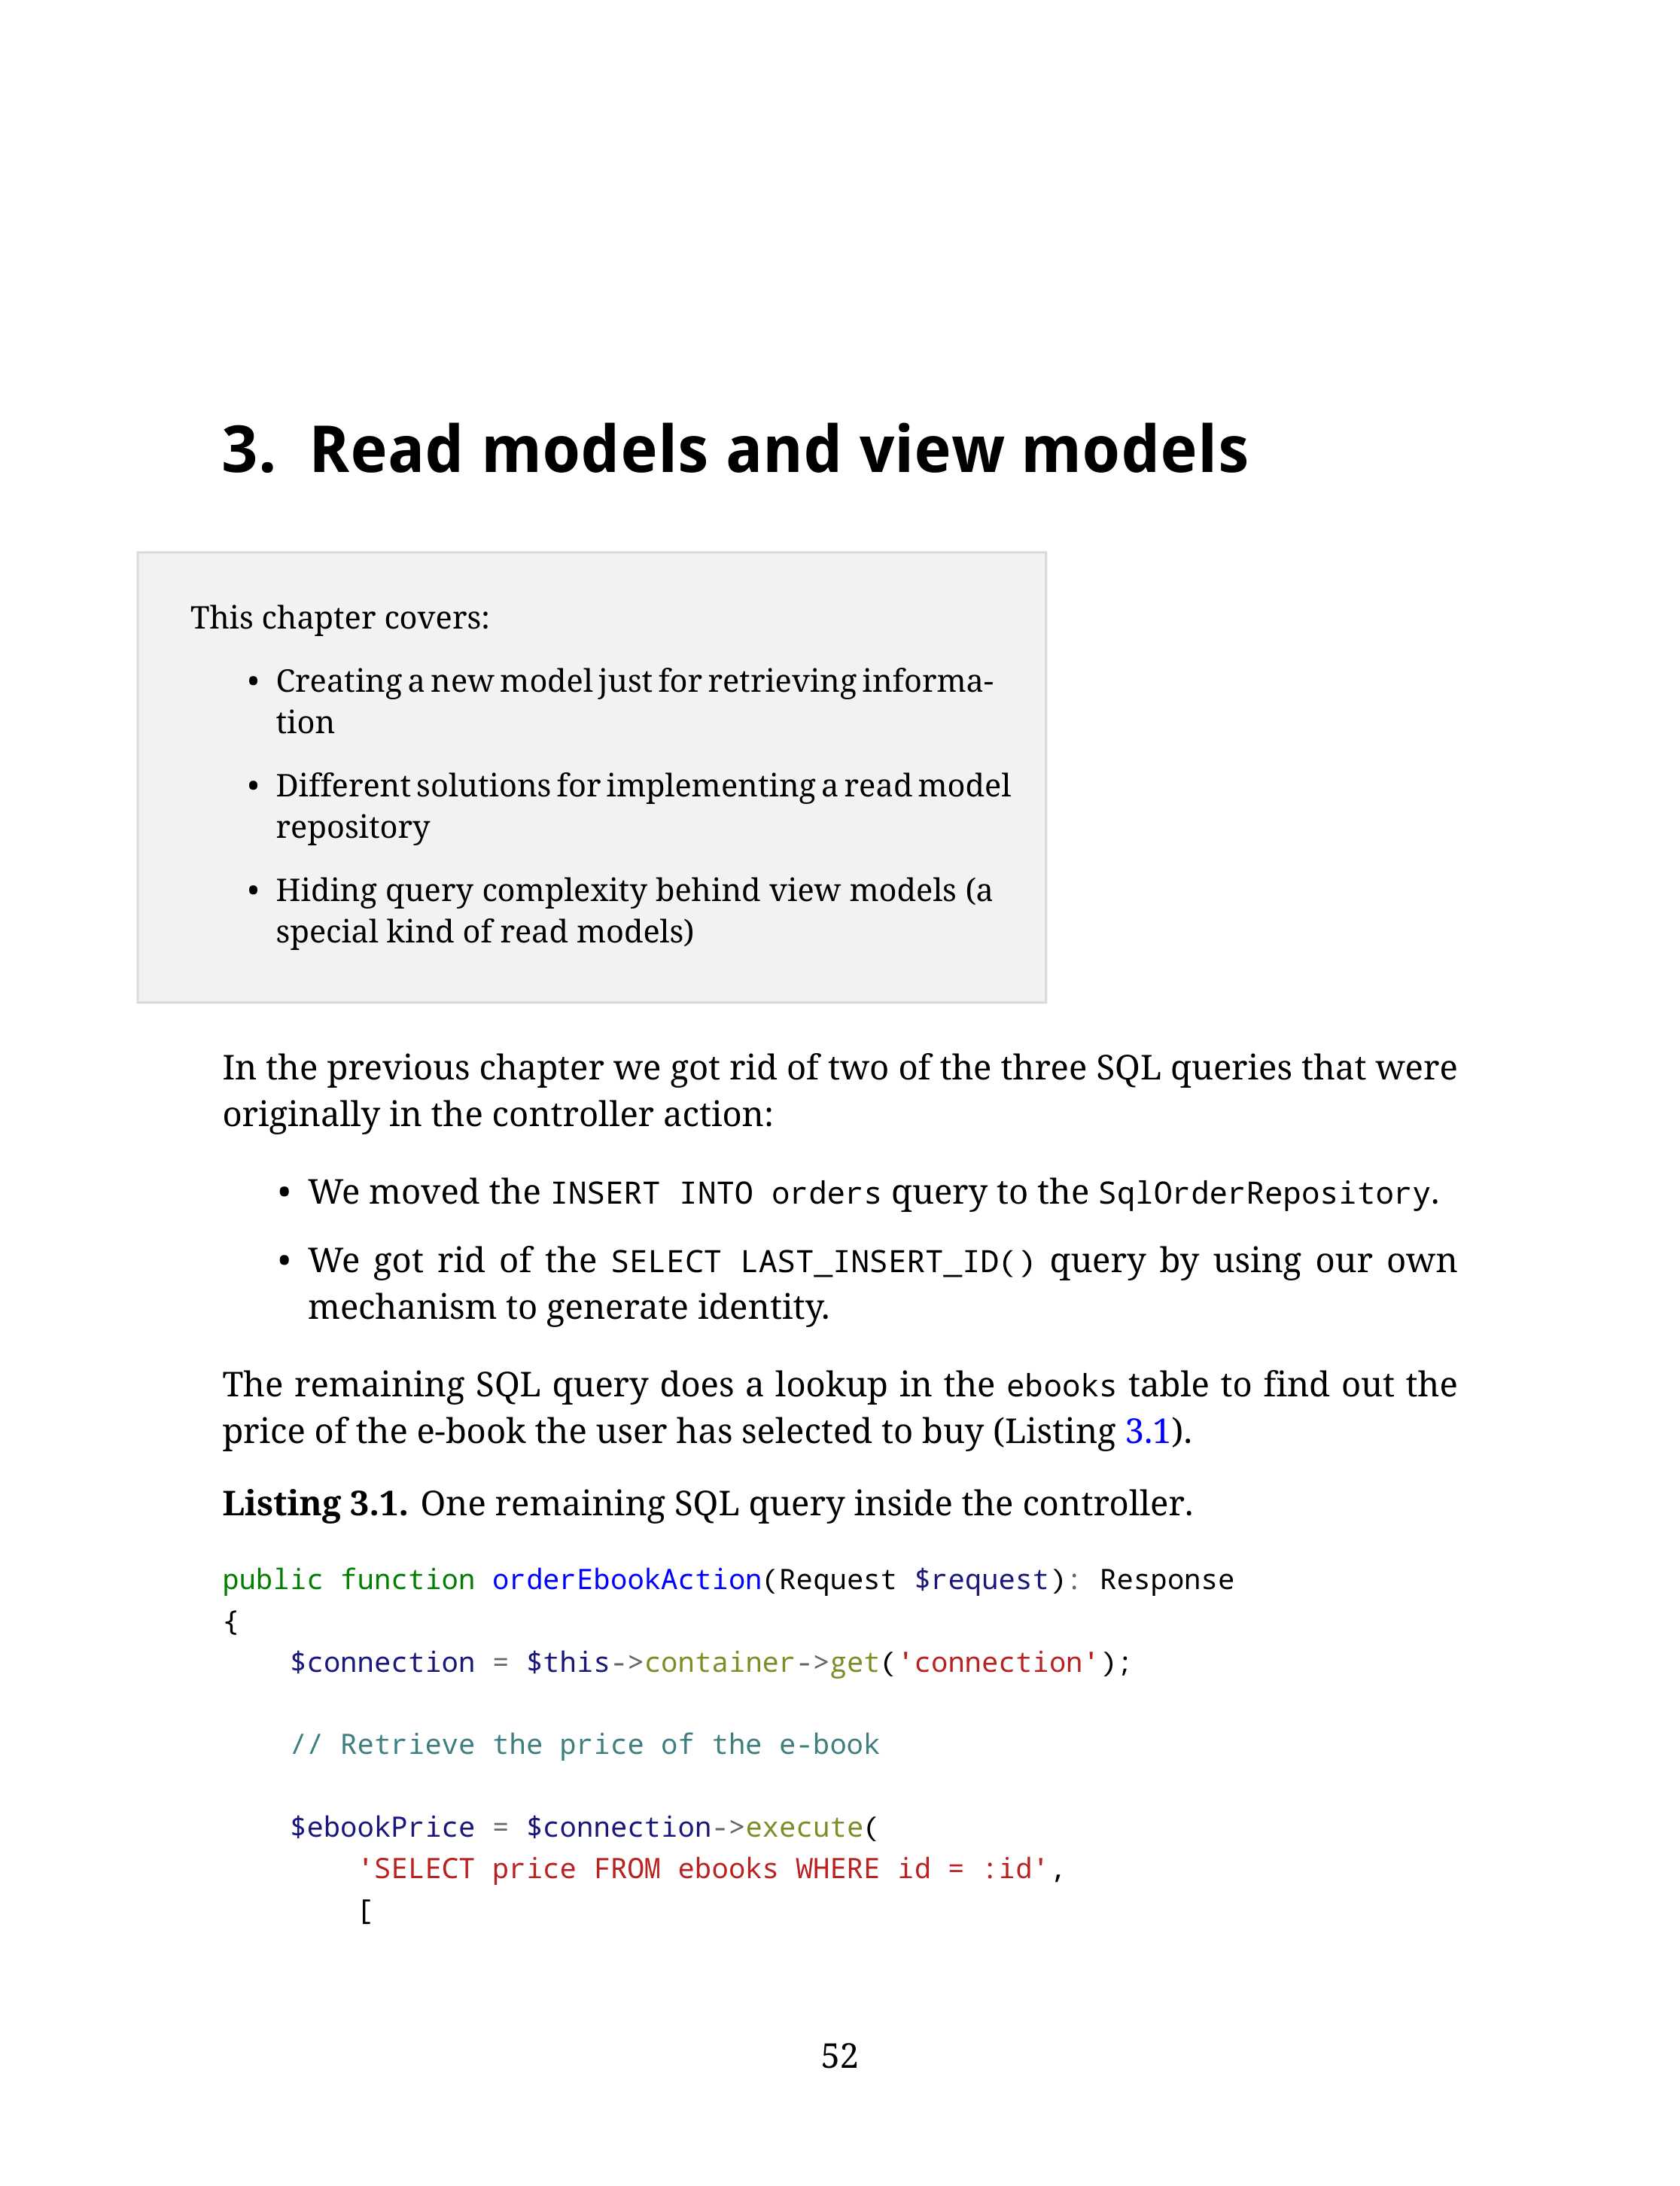 3. Read models and view models
This chapter covers:
• Creating a new model just for retrieving informa-
tion
• Different solutions for implementing a read model
repository
• Hiding query complexity behind view models (a
special kind of read models)
In the previous chapter we got rid of two of the three SQL queries that were
originally in the controller action:
• We moved the INSERT INTO orders query to the SqlOrderRepository.
• We got rid of the SELECT LAST_INSERT_ID() query by using our own
mechanism to generate identity.
The remaining SQL query does a lookup in the ebooks table to find out the
price of the e-book the user has selected to buy (Listing 3.1).
Listing 3.1. One remaining SQL query inside the controller.
public function orderEbookAction(Request $request): Response
{
    $connection = $this->container->get('connection');
    // Retrieve the price of the e-book
    $ebookPrice = $connection->execute(
        'SELECT price FROM ebooks WHERE id = :id',
        [
52